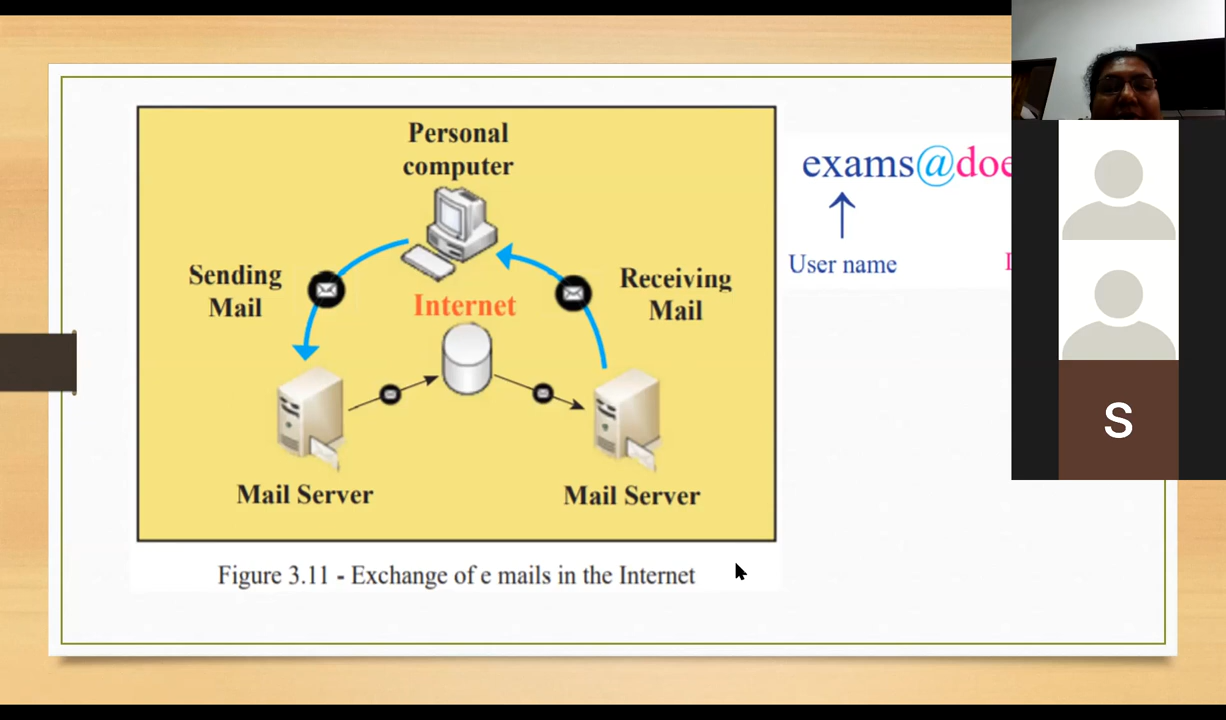 Personal
computer
Sending
Mail
Internet
Receiving
Mail
Mail Server
Mail Server
Figure 3.11 - Exchange of e mails in the Internet
exams@doe
User name
S